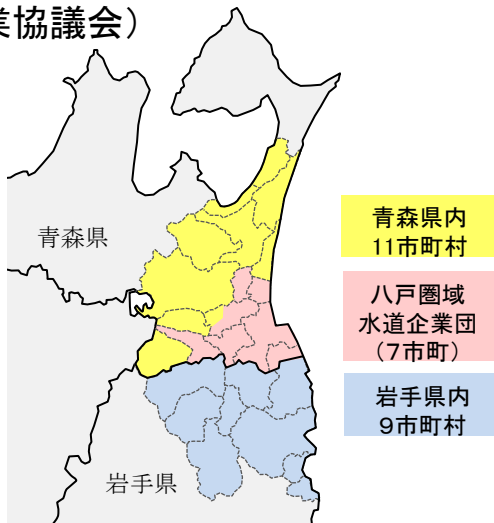 業協議会）
青森県
青森県内
11市町村
八戸圏域
水道企業団
（7市町）
岩手県内
9市町村
岩手県